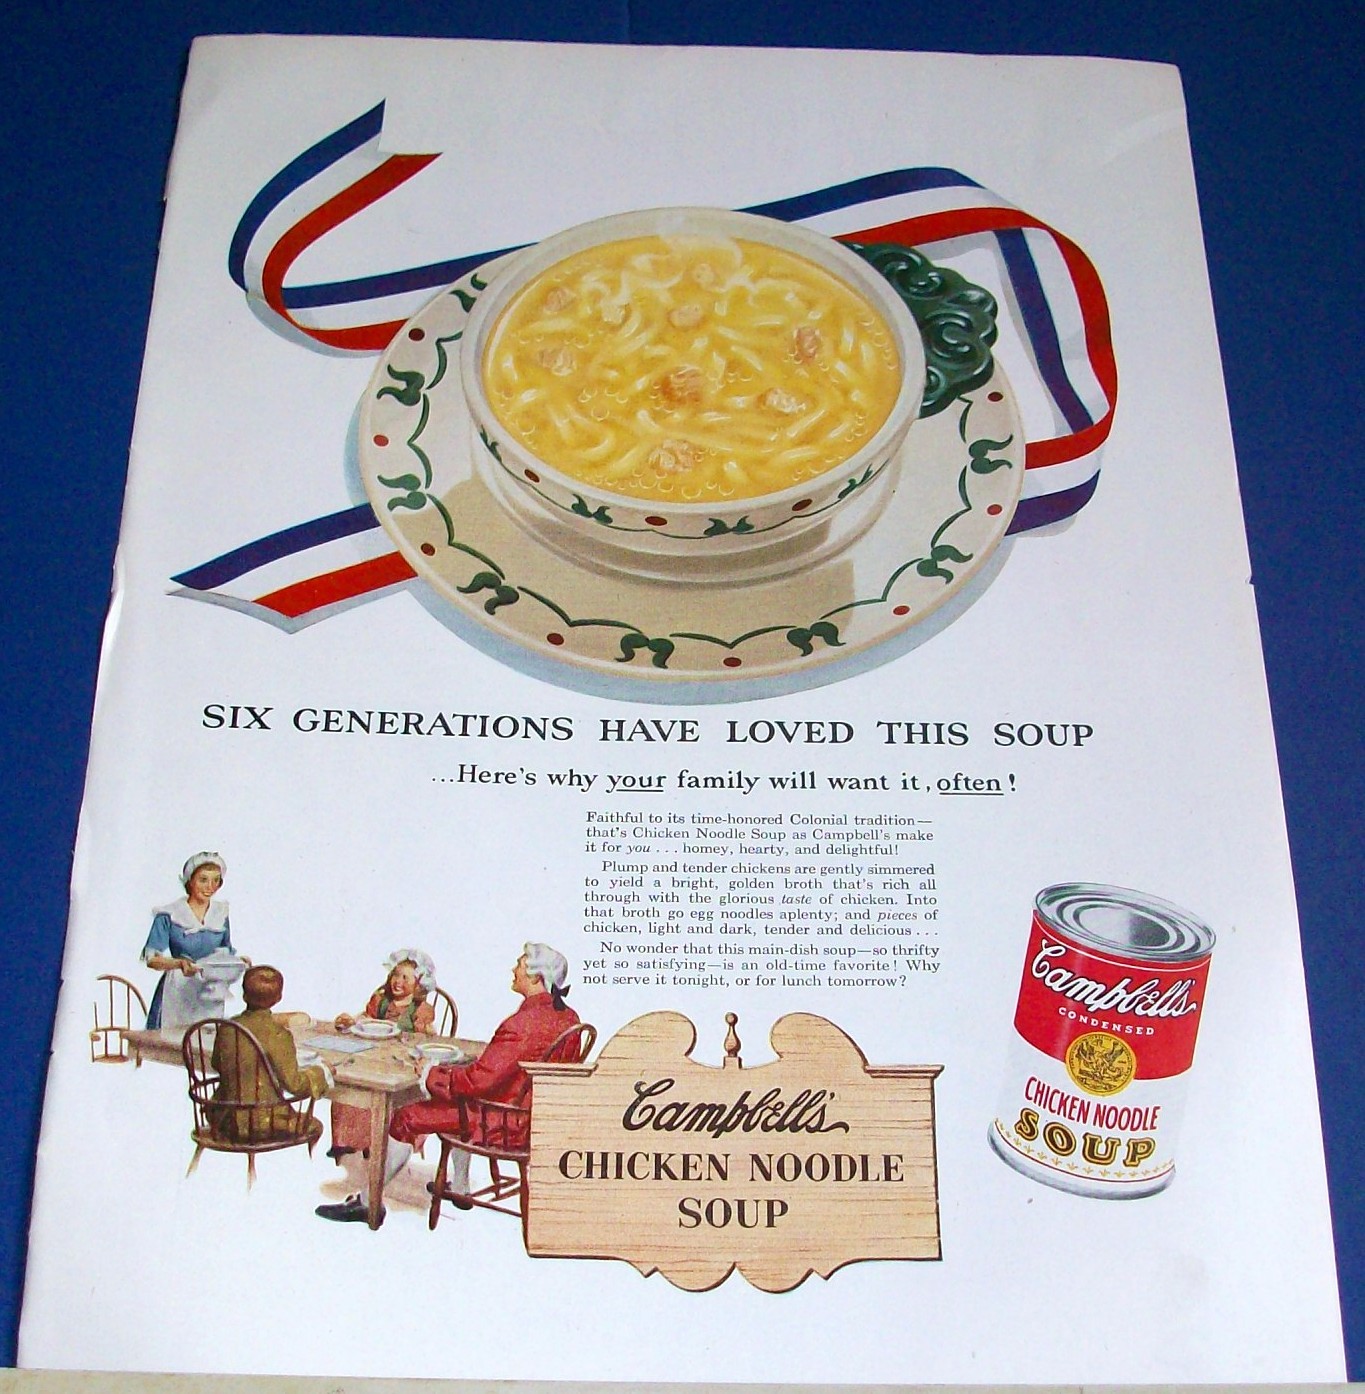 SIX GENERATIONS HAVE LOVED THIS SOUP
...Here's why your family will want it, often!
Faithful to its time-honored Colonial tradition—
that's Chicken Noodle Soup as Campbell's make
it for you . . . homey, hearty, and delightful!
Plump and tender chickens are gently simmered
to yield a bright, golden broth that's rich all
through with the glorious taste of chicken. Into
that broth go egg noodles aplenty; and pieces of
chicken, light and dark, tender and delicious . . .
No wonder that this main-dish soup—so thrifty
yet so satisfying—is an old-time favorite! Why
not serve it tonight, or for lunch tomorrow?
Campbell's
CHICKEN NOODLE
SOUP
Campbell's
CONDENSED
CHICKEN NOODLE
SOUP